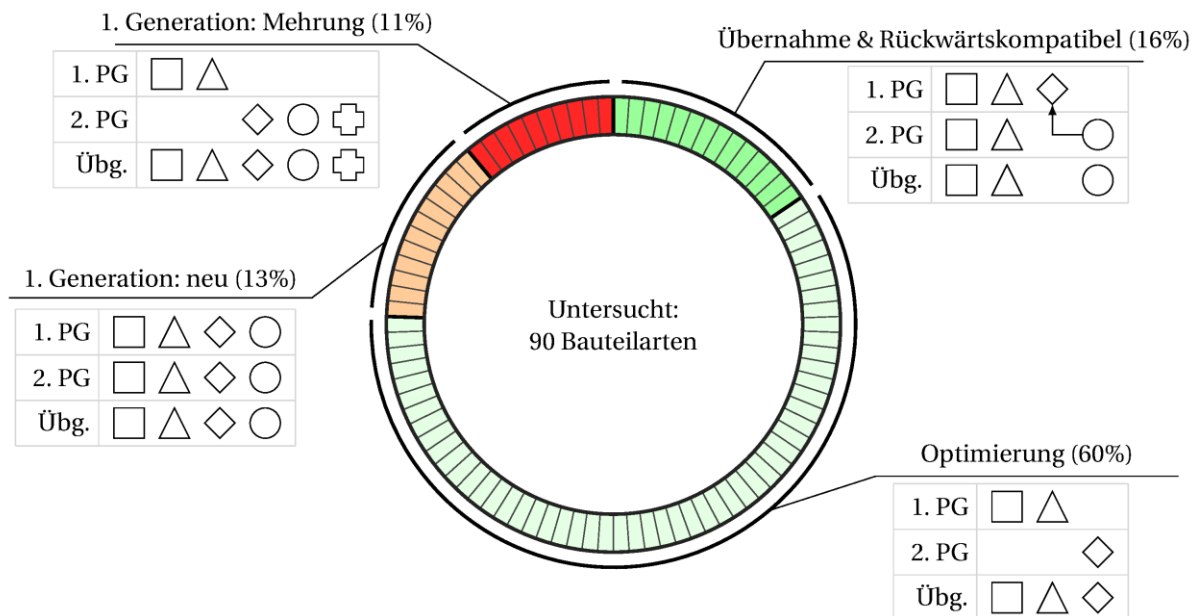 1. Generation: Mehrung (11%)
1. PG
2. PG
Übg.
Übernahme & Rückwärtskompatibel (16%)
1. PG
2. PG
Übg.
1. Generation: neu (13%)
1. PG
2. PG
Übg.
Untersucht:
90 Bauteilarten
Optimierung (60%)
1. PG
2. PG
Übg.